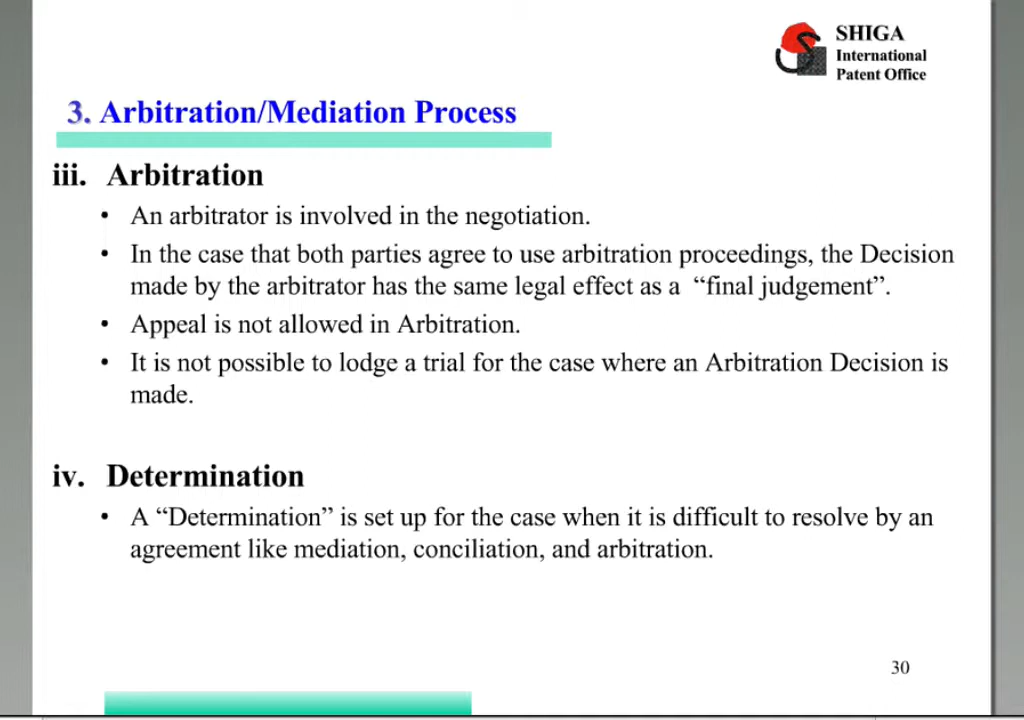 SHIGA
International
Patent Office
3. Arbitration/Mediation Process
iii. Arbitration
• An arbitrator is involved in the negotiation.
• In the case that both parties agree to use arbitration proceedings, the Decision
made by the arbitrator has the same legal effect as a “final judgement”.
• Appeal is not allowed in Arbitration.
• It is not possible to lodge a trial for the case where an Arbitration Decision is
made.
iv. Determination
• A “Determination” is set up for the case when it is difficult to resolve by an
agreement like mediation, conciliation, and arbitration.
30